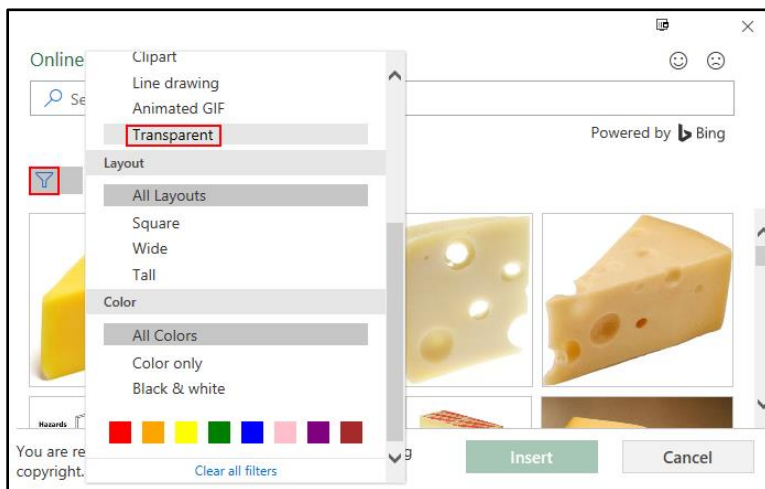 Online
Clipart
Line drawing
Se
Animated GIF
Transparent
Powered by Bing
Layout
All Layouts
Square
Wide
Tall
Color
All Colors
Color only
Black & white
Hazards
You are re
g
copyright.
Clear all filters
Insert
Cancel